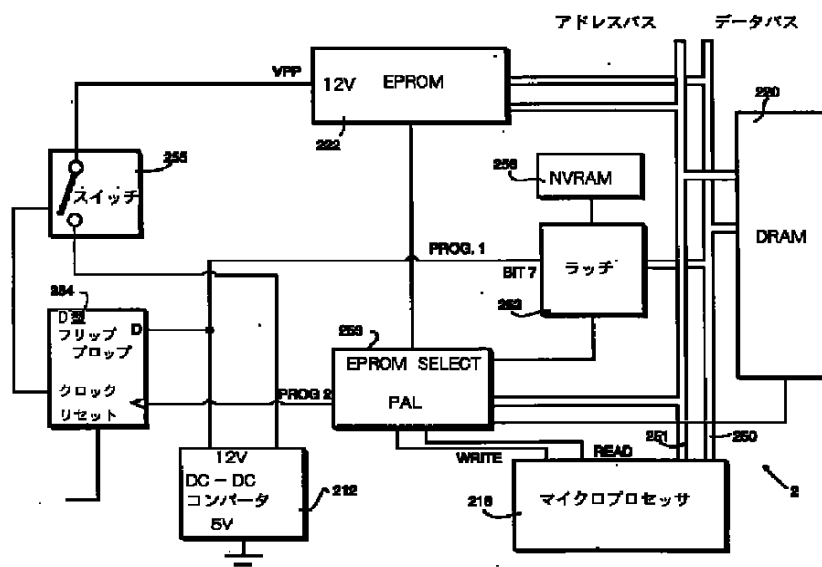 アドレスバス データバス
VPP
12V EPROM
222
220
DRAM
255
スイッチ
256
NVRAM
PROG. 1
BIT 7
ラッチ
252
254
D型
フリップ
プロップ
D
クロック
リセット
253
EPROM SELECT
PAL
PROG 2
WRITE
READ
251
250
12V
DC－DC
コンバータ
5V
212
216
マイクロプロセッサ
2